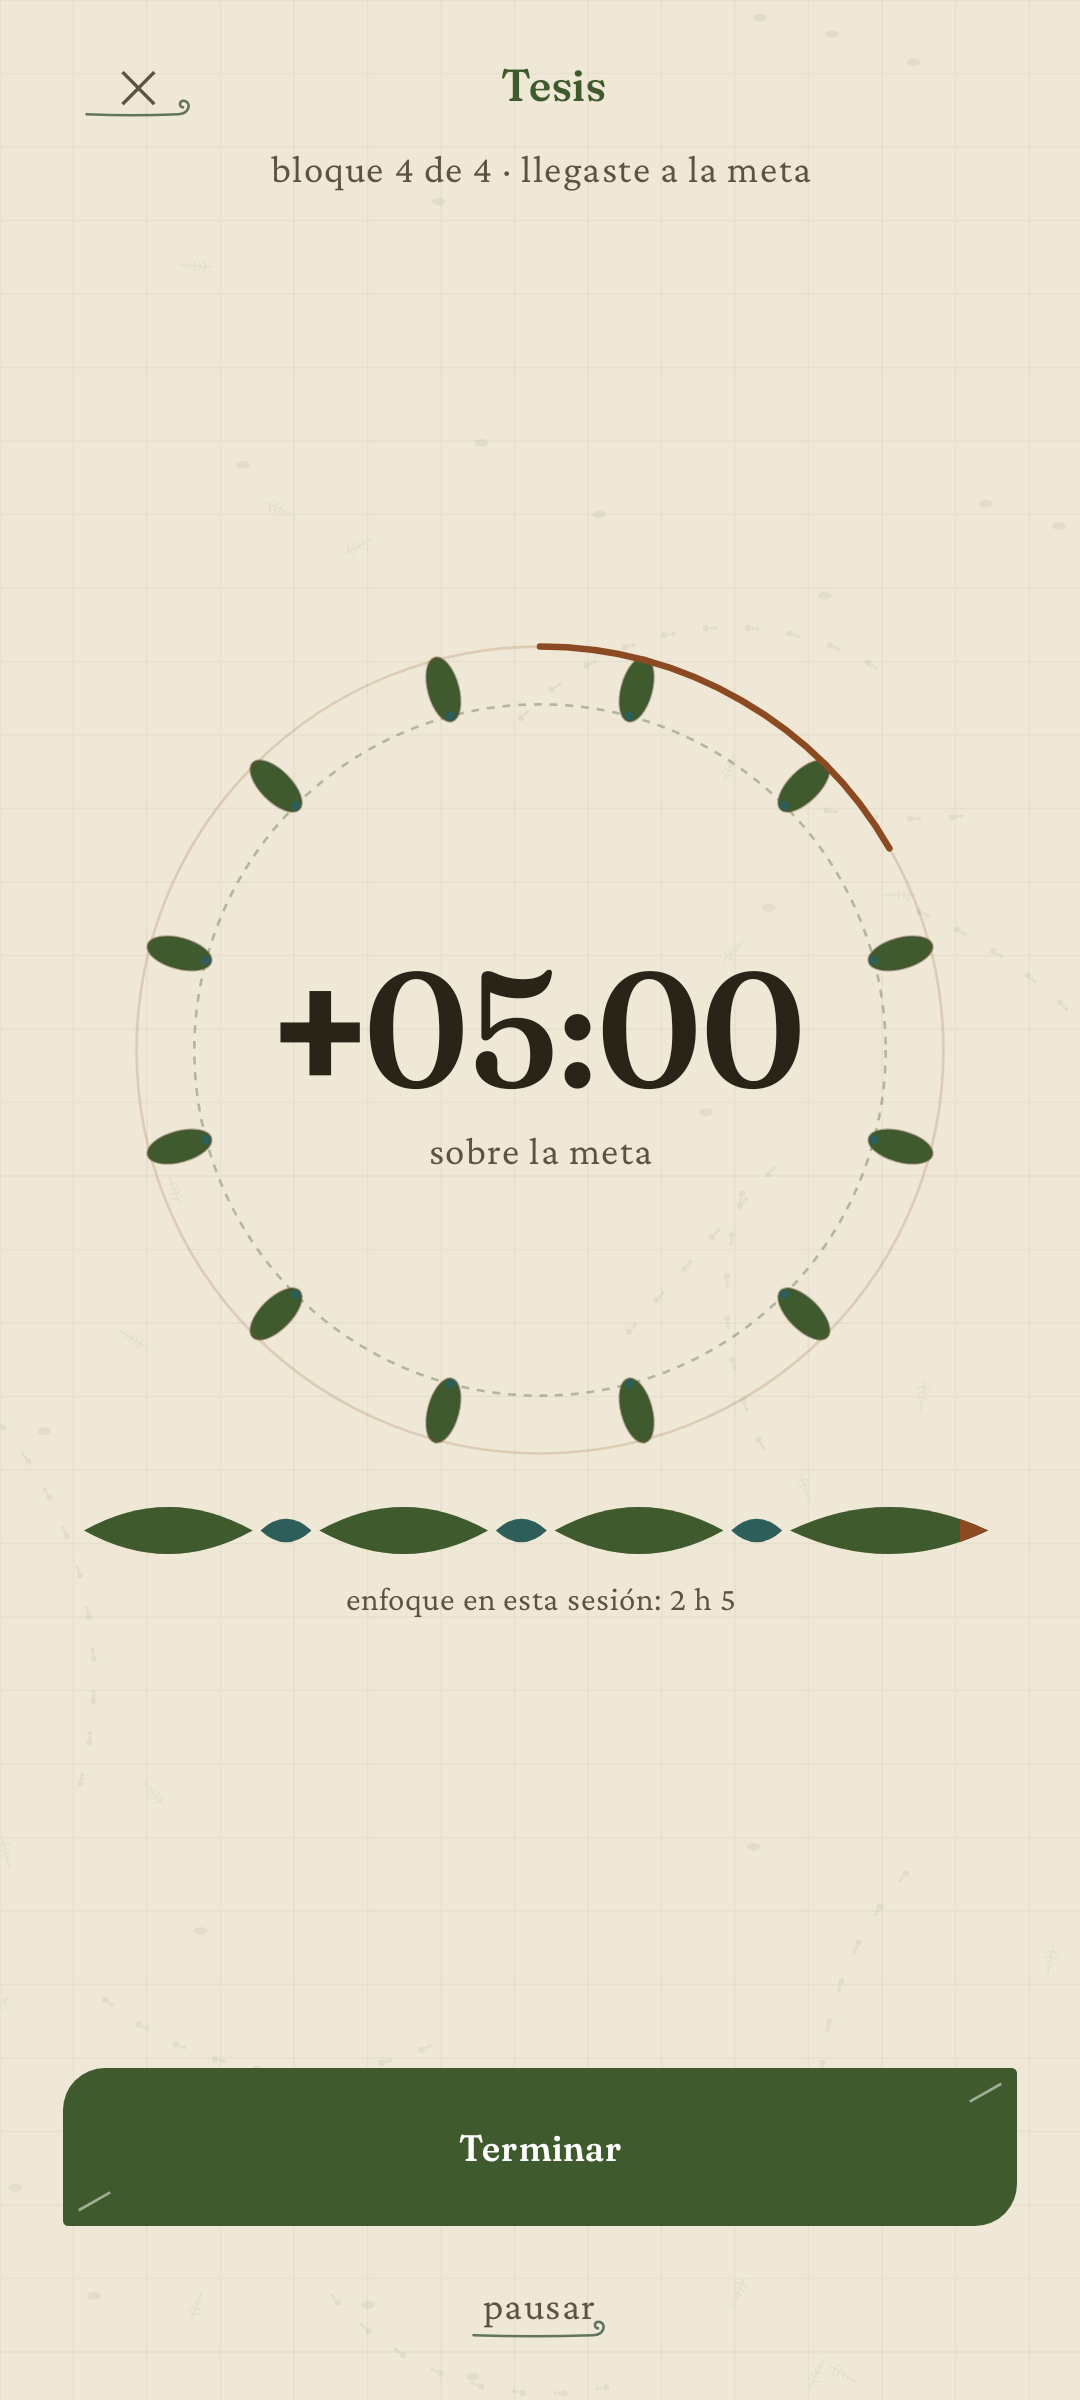 Tesis
bloque 4 de 4 · llegaste a la meta
+05:00
sobre la meta
enfoque en esta sesión: 2 h 5
Terminar
pausar